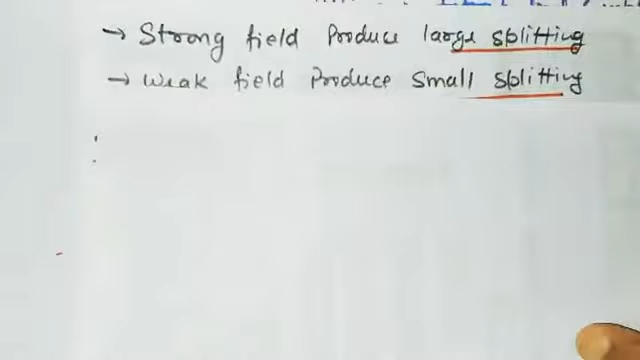 → Strong field Produce large splitting
→ Weak field Produce Small splitting